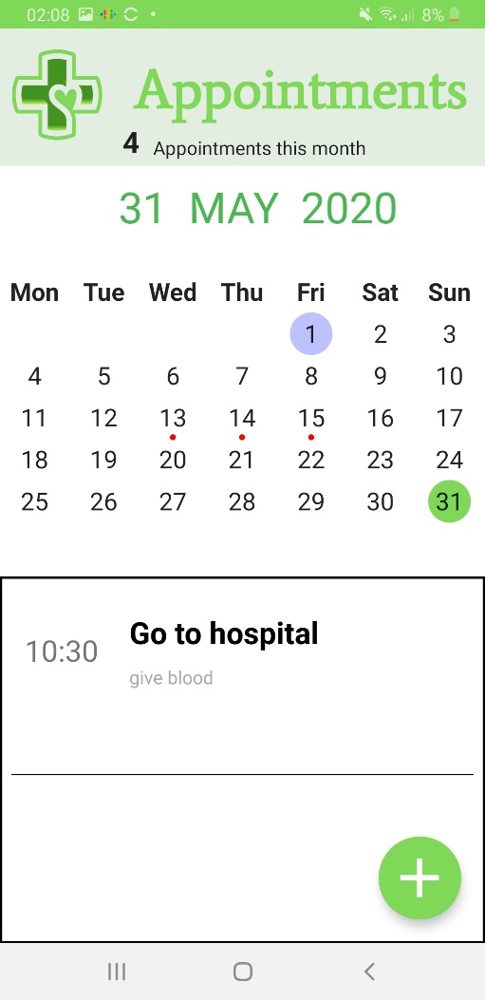 02:08 8%
Appointments
4 Appointments this month
31 MAY 2020
Mon Tue Wed Thu Fri Sat Sun
1 2 3
4 5 6 7 8 9 10
11 12 13 14 15 16 17
18 19 20 21 22 23 24
25 26 27 28 29 30 31
Go to hospital
10:30
give blood